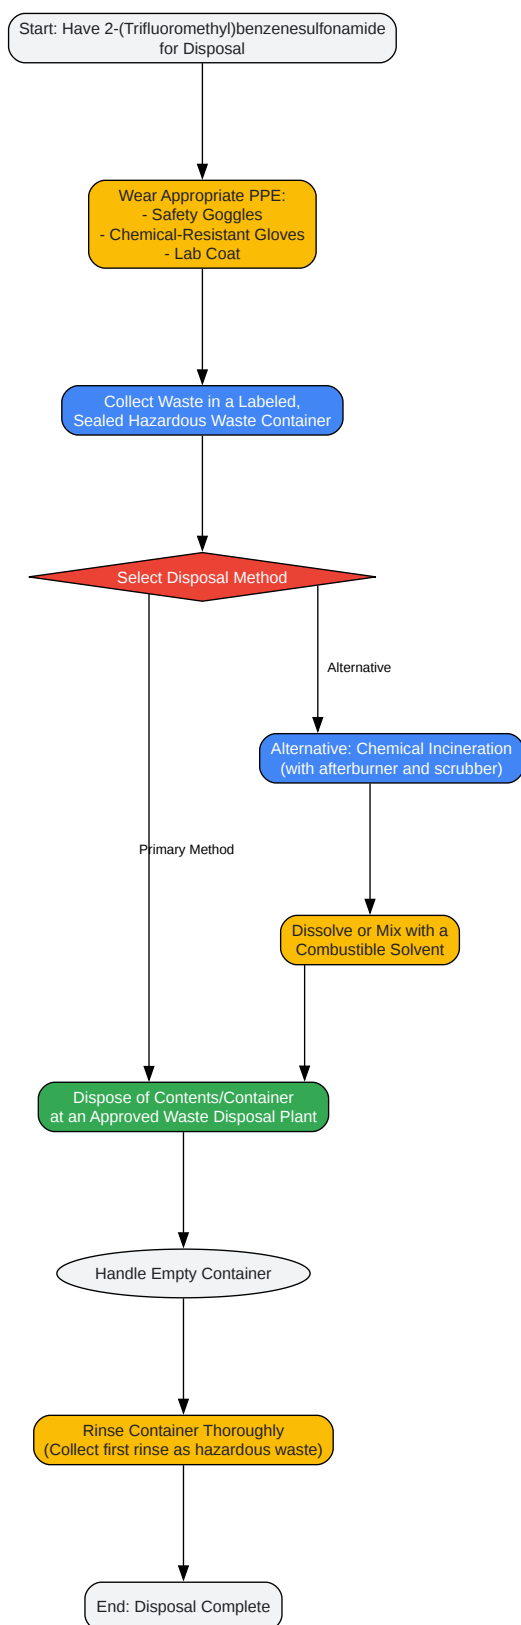 Start: Have 2-(Trifluoromethyl)benzenesulfonamide
for Disposal
Wear Appropriate PPE:
- Safety Goggles
- Chemical-Resistant Gloves
- Lab Coat
Collect Waste in a Labeled,
Sealed Hazardous Waste Container
Select Disposal Method
Alternative
Alternative: Chemical Incineration
(with afterburner and scrubber)
Primary Method
Dissolve or Mix with a
Combustible Solvent
Dispose of Contents/Container
at an Approved Waste Disposal Plant
Handle Empty Container
Rinse Container Thoroughly
(Collect first rinse as hazardous waste)
End: Disposal Complete